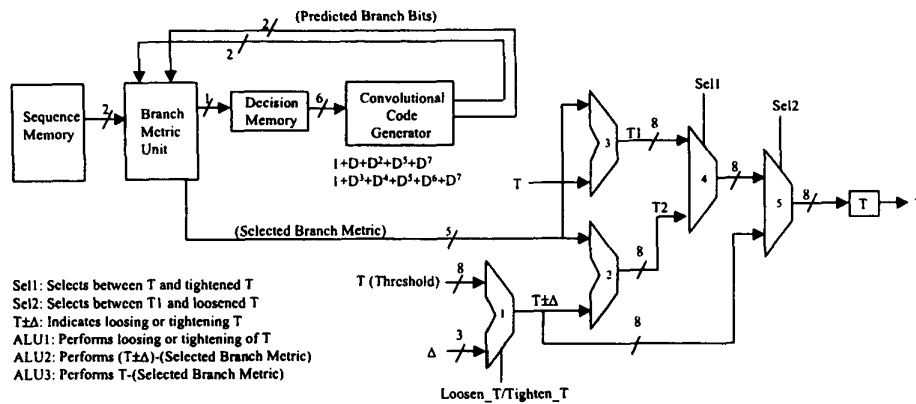 (Predicted Branch Bits)
2
2
Sequence
Memory
2
Branch
Metric
Unit
1
Decision
Memory
6
Convolutional
Code
Generator
1+D+D²+D⁵+D⁷
1+D³+D⁴+D⁵+D⁶+D⁷
Sel1
Sel2
3
T1
8
T
4
8
5
8
T
T
(Selected Branch Metric)
5
T2
2
8
T (Threshold)
8
1
T±Δ
8
Δ
3
Loosen_T/Tighten_T
Sel1: Selects between T and tightened T
Sel2: Selects between T1 and loosened T
T±Δ: Indicates loosing or tightening T
ALU1: Performs loosing or tightening of T
ALU2: Performs (T±Δ)-(Selected Branch Metric)
ALU3: Performs T-(Selected Branch Metric)